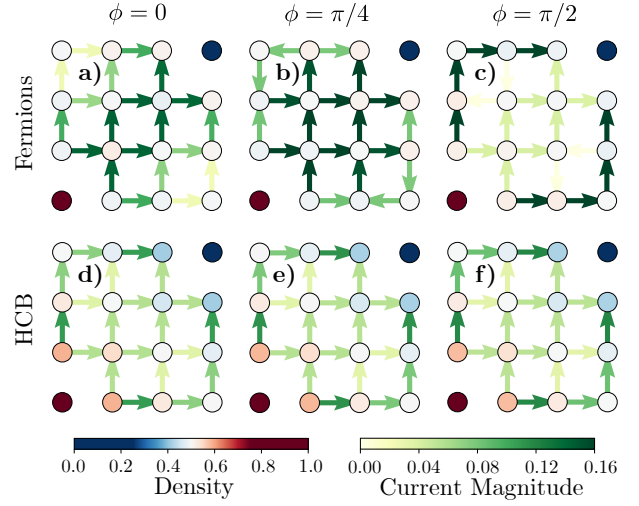 ϕ = 0 ϕ = π/4 ϕ = π/2
Fermions
a) b) c)
HCB
d) e) f)
0.0 0.2 0.4 0.6 0.8 1.0
Density
0.00 0.04 0.08 0.12 0.16
Current Magnitude